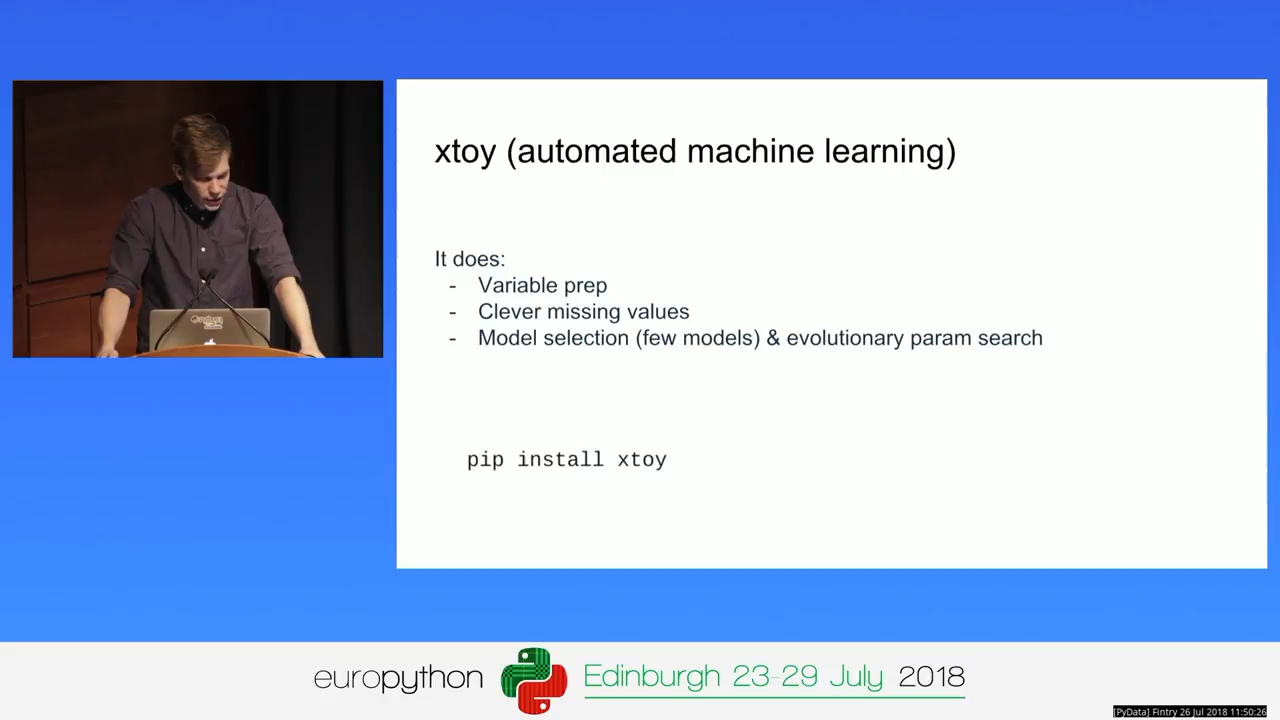 xtoy (automated machine learning)
It does:
- Variable prep
- Clever missing values
- Model selection (few models) & evolutionary param search
pip install xtoy
europython Edinburgh 23-29 July 2018
[PyData] Fintry 26 Jul 2018 11:50:26